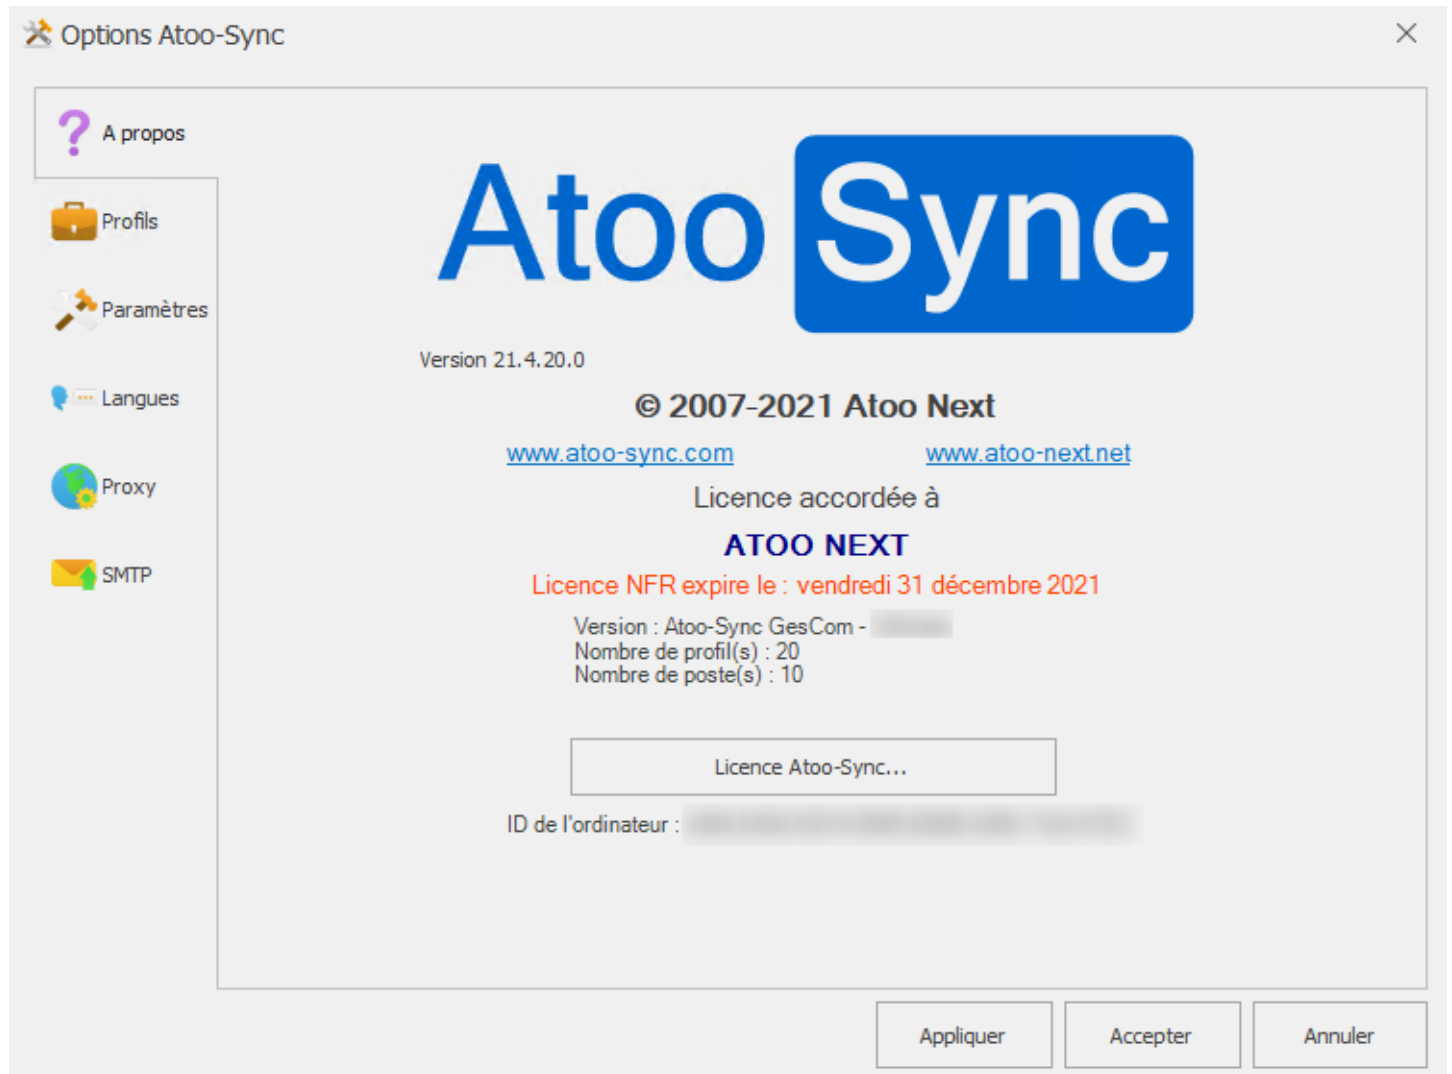 Options Atoo-Sync
A propos
Profils
Paramètres
Langues
Proxy
SMTP
Atoo Sync
Version 21.4.20.0
© 2007-2021 Atoo Next
www.atoo-sync.com www.atoo-next.net
Licence accordée à
ATOO NEXT
Licence NFR expire le : vendredi 31 décembre 2021
Version : Atoo-Sync GesCom -
Nombre de profil(s) : 20
Nombre de poste(s) : 10
Licence Atoo-Sync...
ID de l'ordinateur :
Appliquer Accepter Annuler